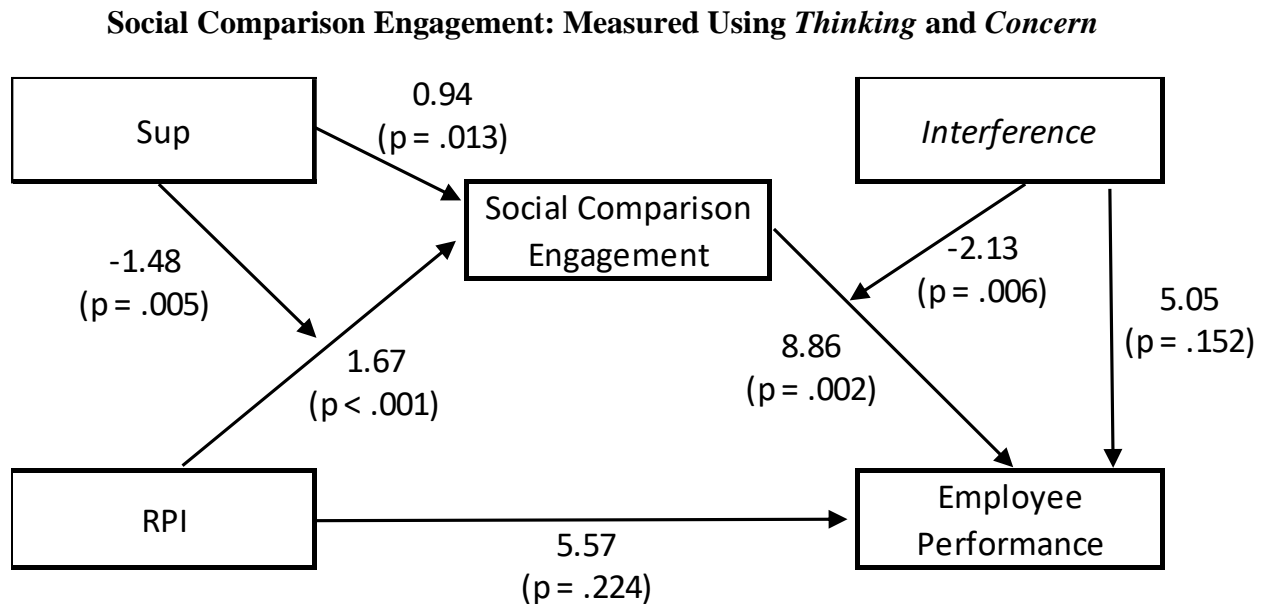 Social Comparison Engagement: Measured Using Thinking and Concern
Sup
0.94
(p = .013)
Interference
Social Comparison
Engagement
-1.48
(p = .005)
-2.13
(p = .006)
5.05
(p = .152)
1.67
(p < .001)
8.86
(p = .002)
RPI
Employee
Performance
5.57
(p = .224)